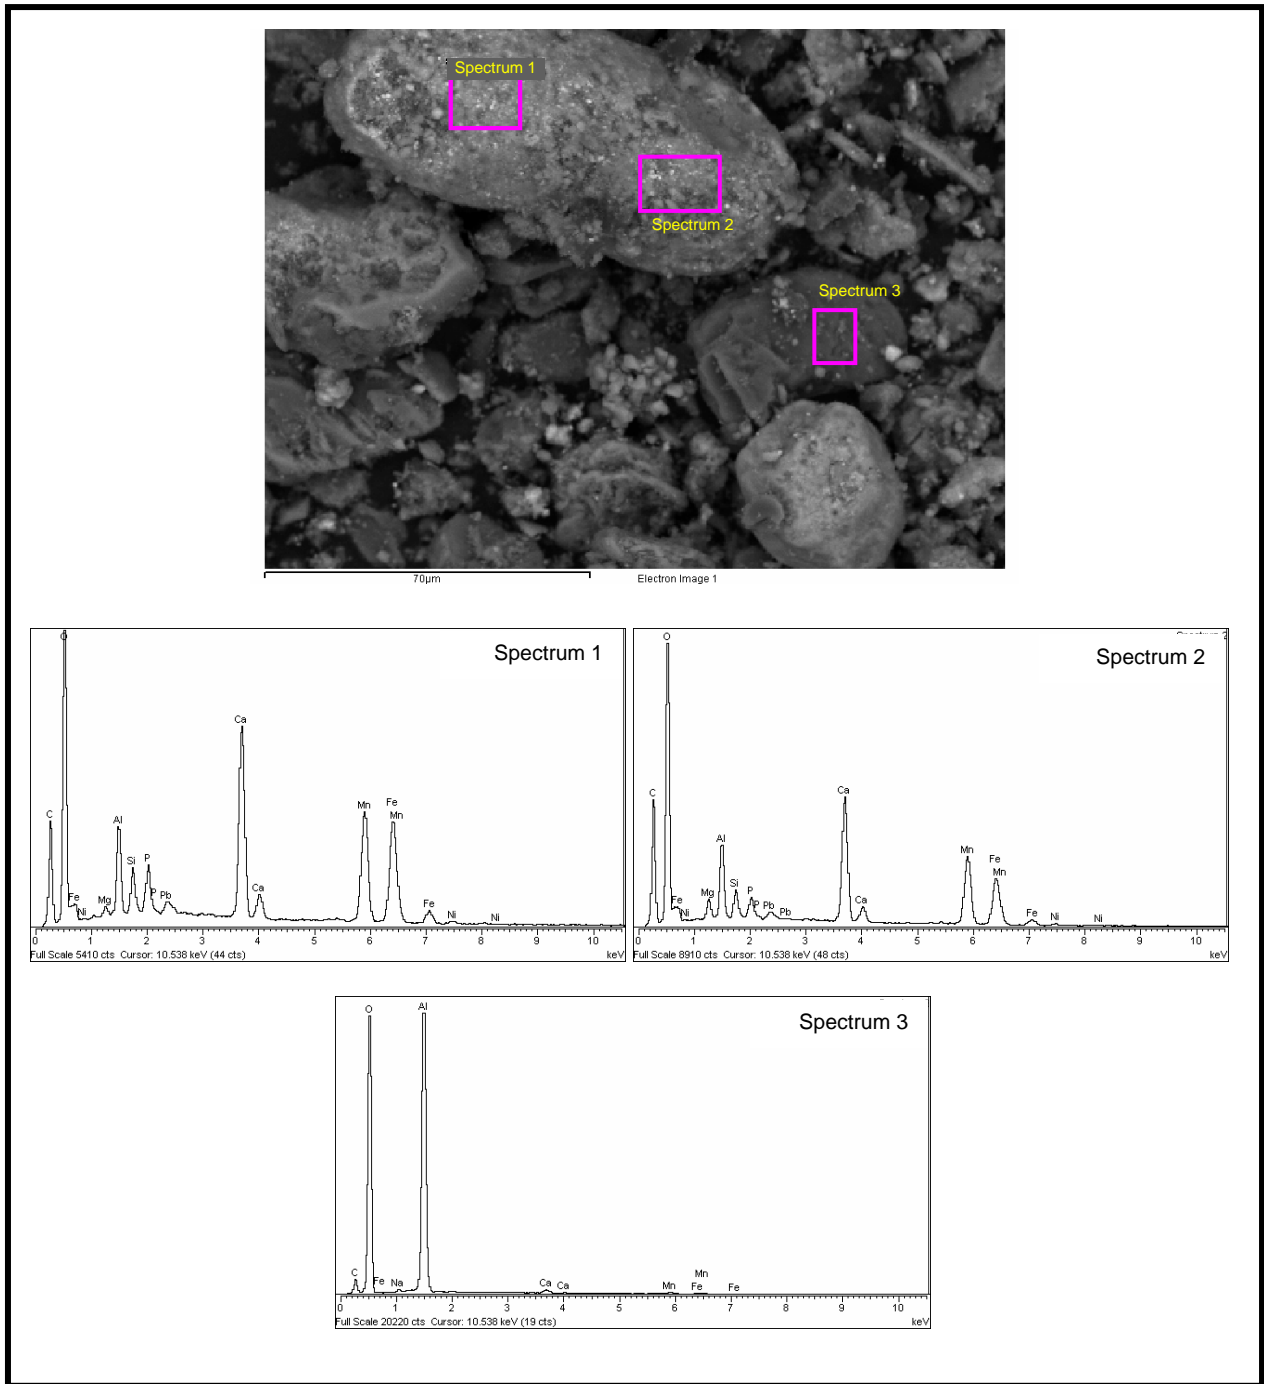 Spectrum 1
Spectrum 2
Spectrum 3
70µm Electron Image 1
Spectrum 1
O
Ca
C Al Mn Fe
Mn
Si P
Fe Ni Mg P Pb Ca Fe Ni Ni
0 1 2 3 4 5 6 7 8 9 10
Full Scale 5410 cts Cursor: 10.538 keV (44 cts) keV
Spectrum 2
O
C Ca
Al Mn Fe
Mn
Fe Ni Mg Si P P Pb Pb Ca Fe Ni Ni
0 1 2 3 4 5 6 7 8 9 10
Full Scale 8910 cts Cursor: 10.538 keV (48 cts) keV
Spectrum 3
O Al
C Fe Na Ca Ca Mn Mn Fe Fe
0 1 2 3 4 5 6 7 8 9 10
Full Scale 20220 cts Cursor: 10.538 keV (19 cts) keV